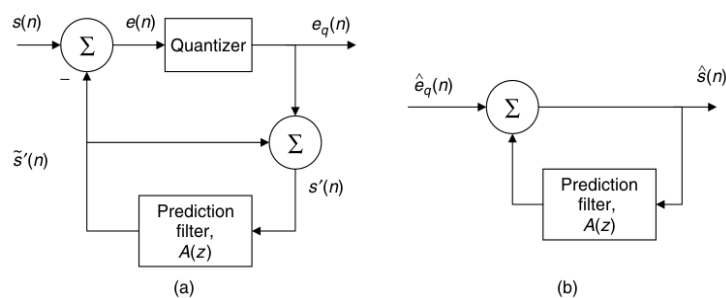 s(n)
e(n)
e_q(n)
Σ
Quantizer
−
Σ
s̃′(n)
s′(n)
Prediction
filter,
A(z)
(a)
ê_q(n)
ŝ(n)
Σ
Prediction
filter,
A(z)
(b)